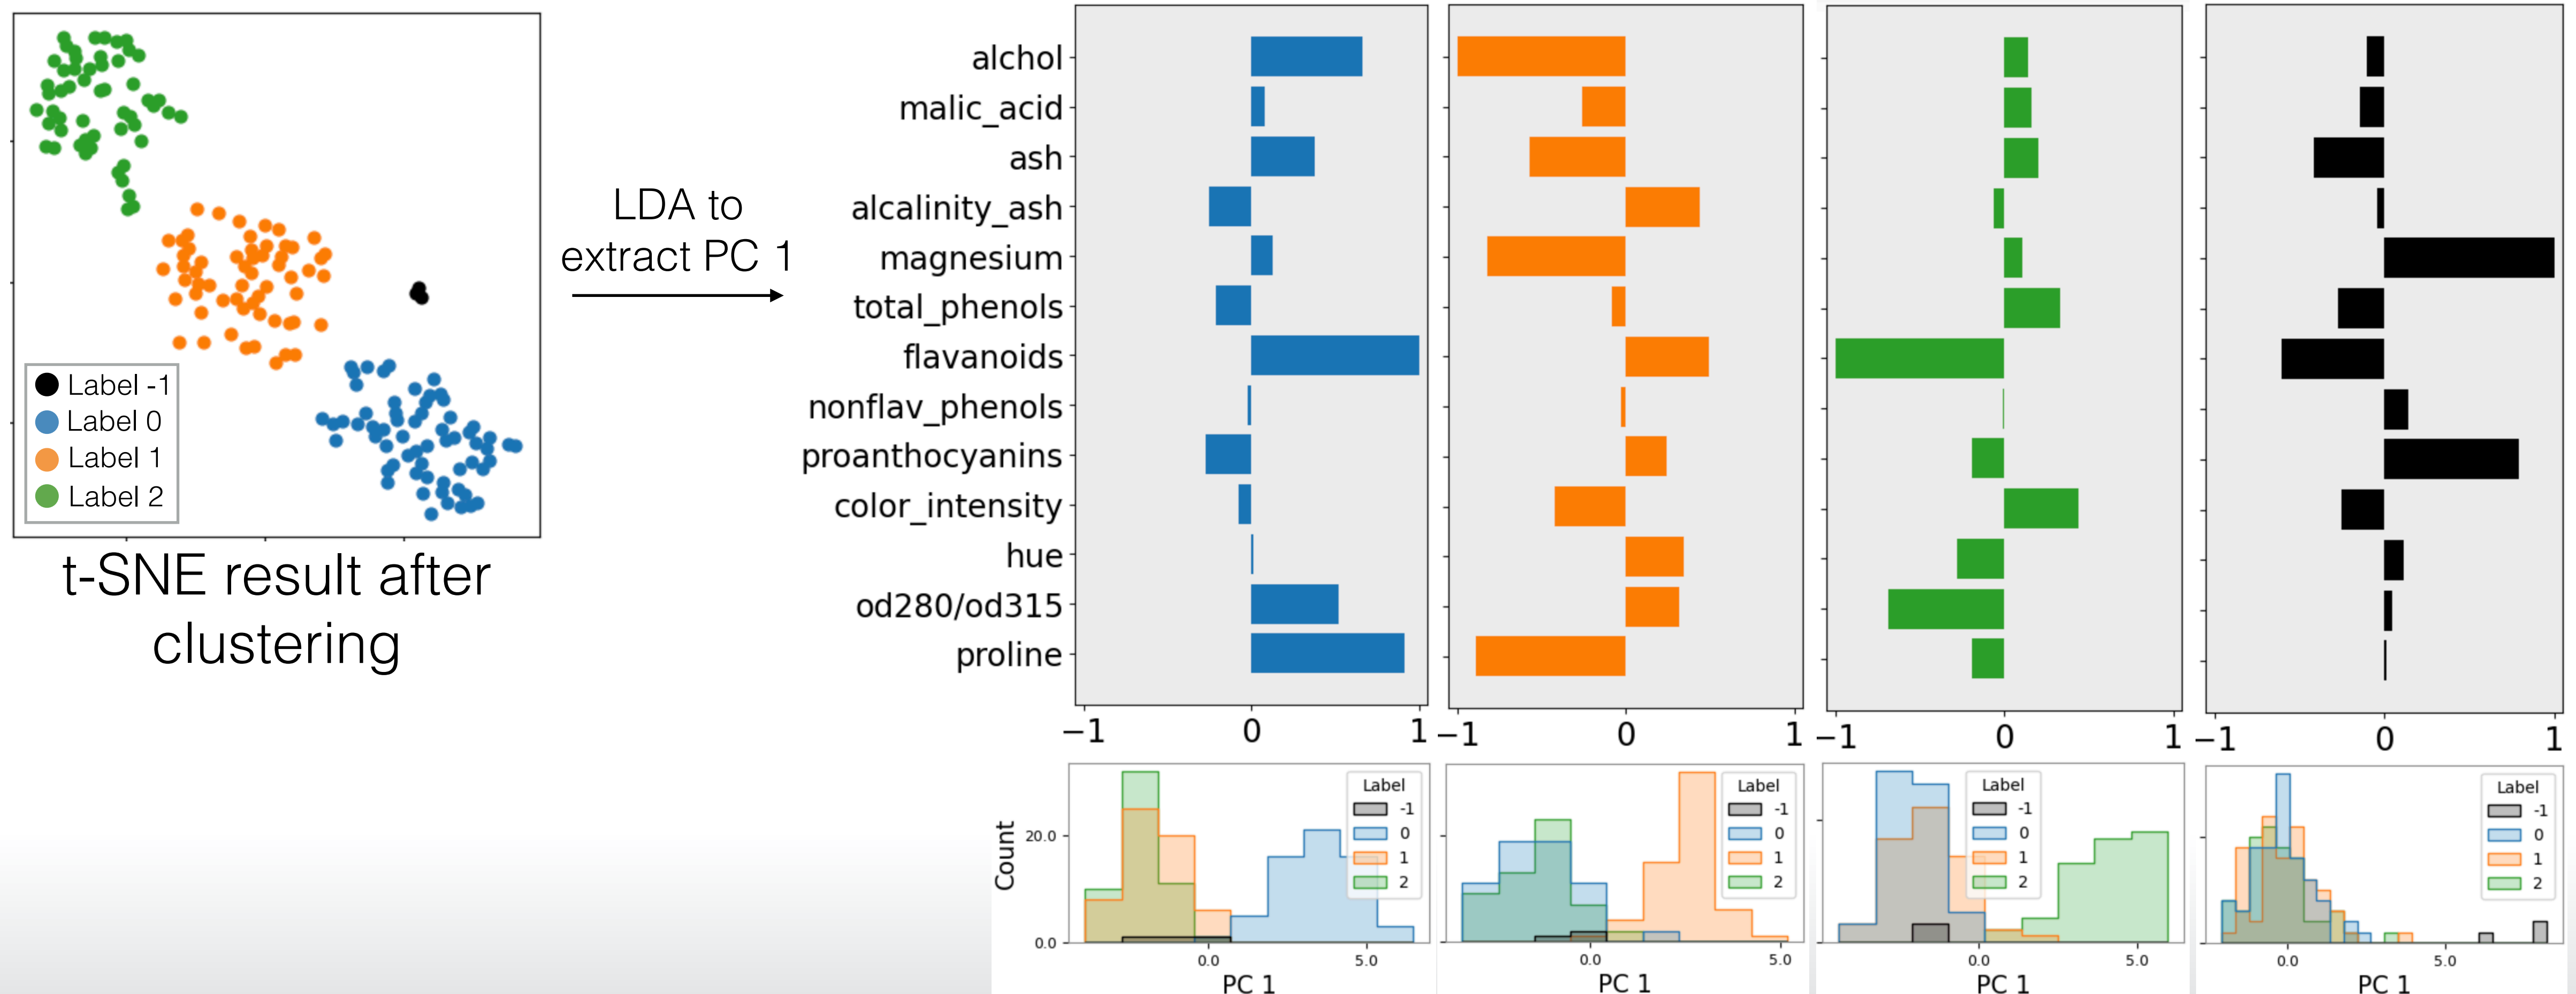 Label -1
Label 0
Label 1
Label 2
t-SNE result after
clustering
LDA to
extract PC 1
alchol
malic_acid
ash
alcalinity_ash
magnesium
total_phenols
flavanoids
nonflav_phenols
proanthocyanins
color_intensity
hue
od280/od315
proline
−1 0 1
−1 0 1
−1 0 1
−1 0 1
Count
20.0
0.0
Label
-1
0
1
2
0.0 5.0
PC 1
Label
-1
0
1
2
0.0 5.0
PC 1
Label
-1
0
1
2
0.0 5.0
PC 1
Label
-1
0
1
2
0.0 5.0
PC 1